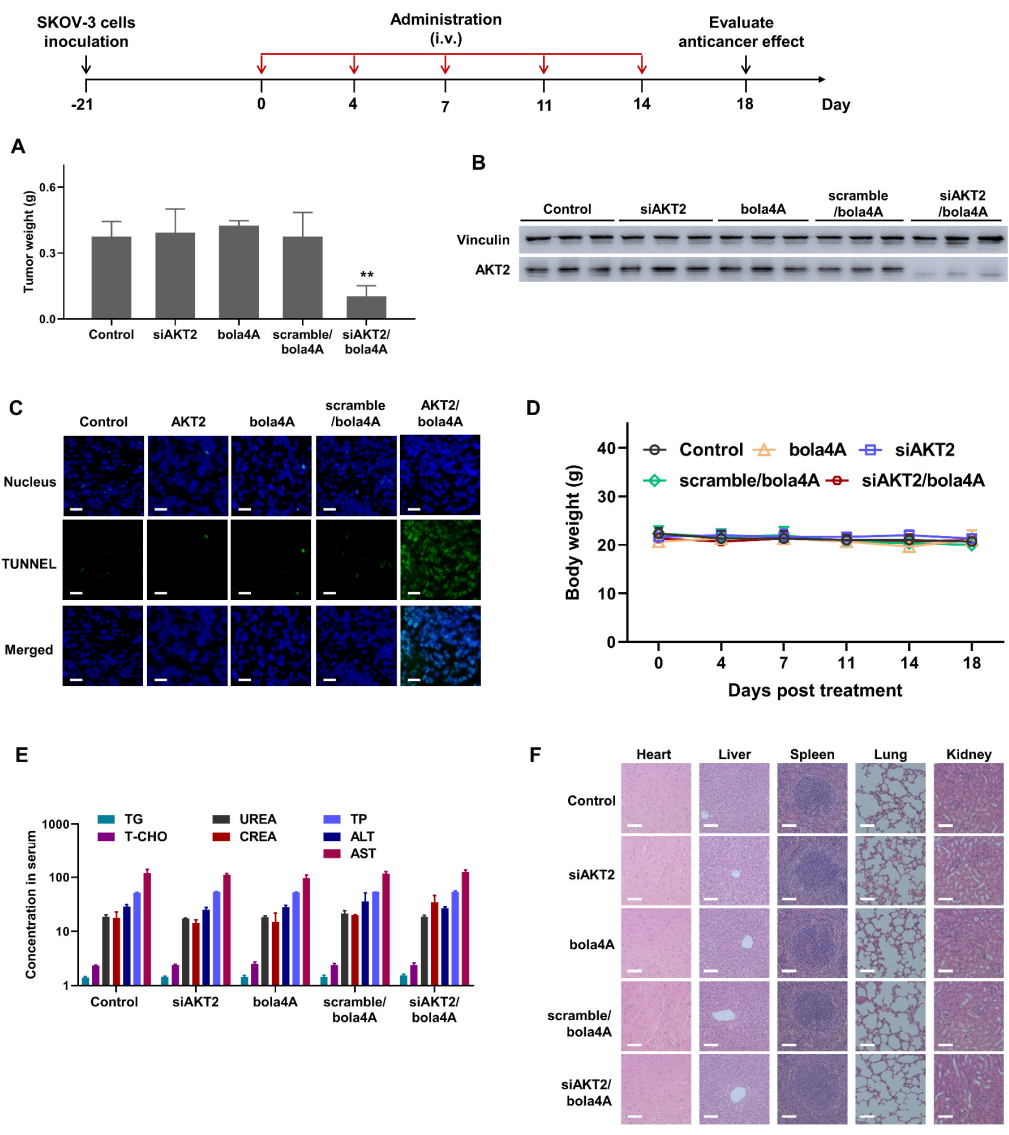 SKOV-3 cells
inoculation
Administration
(i.v.)
Evaluate
anticancer effect
-21
0
4
7
11
14
18
Day
A
Tumor weight (g)
0.6
0.3
0.0
**
Control
siAKT2
bola4A
scramble/
bola4A
siAKT2/
bola4A
B
Control
siAKT2
bola4A
scramble
/bola4A
siAKT2
/bola4A
Vinculin
AKT2
C
Control
AKT2
bola4A
scramble
/bola4A
AKT2/
bola4A
Nucleus
TUNNEL
Merged
D
Body weight (g)
40
30
20
10
0
Control
bola4A
siAKT2
scramble/bola4A
siAKT2/bola4A
0
4
7
11
14
18
Days post treatment
E
Concentration in serum
1000
100
10
1
TG
T-CHO
UREA
CREA
TP
ALT
AST
Control
siAKT2
bola4A
scramble/
bola4A
siAKT2/
bola4A
F
Heart
Liver
Spleen
Lung
Kidney
Control
siAKT2
bola4A
scramble/
bola4A
siAKT2/
bola4A